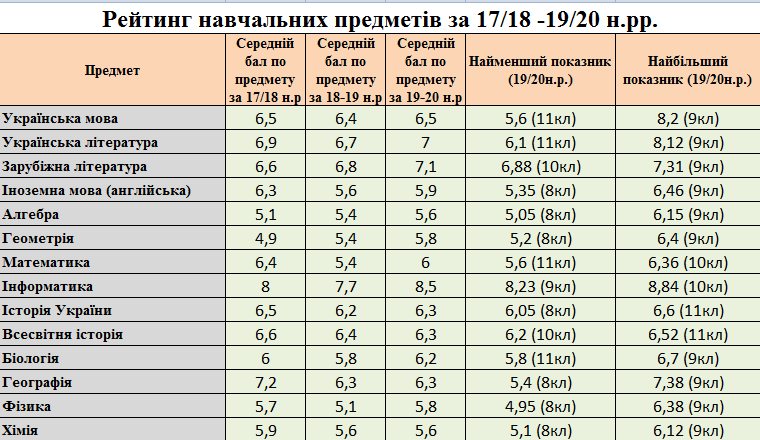 Рейтинг навчальних предметів за 17/18 -19/20 н.рр.
Предмет Середній бал по предмету за 17/18 н.р Середній бал по предмету за 18-19 н.р Середній бал по предмету за 19-20 н.р Найменший показник (19/20н.р.) Найбільший показник (19/20н.р.)
Українська мова 6,5 6,4 6,5 5,6 (11кл) 8,2 (9кл)
Українська література 6,9 6,7 7 6,1 (11кл) 8,12 (9кл)
Зарубіжна література 6,6 6,8 7,1 6,88 (10кл) 7,31 (9кл)
Іноземна мова (англійська) 6,3 5,6 5,9 5,35 (8кл) 6,46 (9кл)
Алгебра 5,1 5,4 5,6 5,05 (8кл) 6,15 (9кл)
Геометрія 4,9 5,4 5,8 5,2 (8кл) 6,4 (9кл)
Математика 6,4 5,4 6 5,6 (11кл) 6,36 (10кл)
Інформатика 8 7,7 8,5 8,23 (9кл) 8,84 (10кл)
Історія України 6,5 6,2 6,3 6,05 (8кл) 6,6 (11кл)
Всесвітня історія 6,6 6,4 6,3 6,2 (10кл) 6,52 (11кл)
Біологія 6 5,8 6,2 5,8 (11кл) 6,7 (9кл)
Географія 7,2 6,3 6,3 5,4 (8кл) 7,38 (9кл)
Фізика 5,7 5,1 5,8 4,95 (8кл) 6,38 (9кл)
Хімія 5,9 5,6 5,6 5,1 (8кл) 6,12 (9кл)